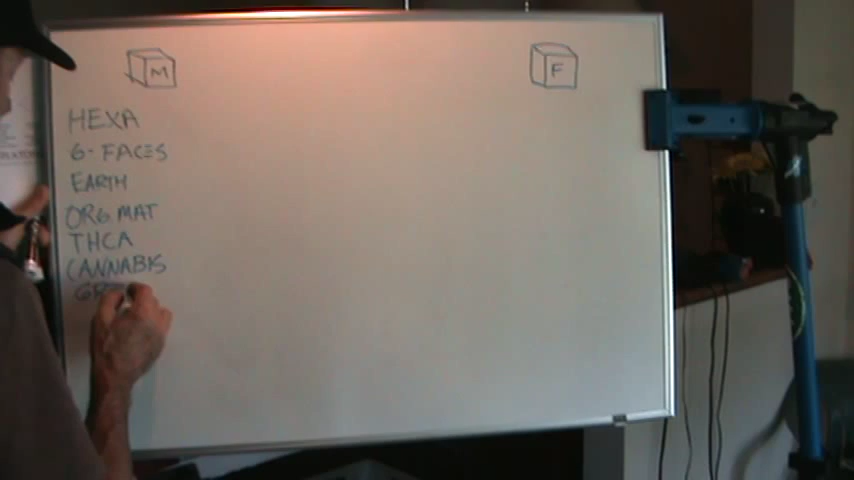 M
F
HEXA
6-FACES
EARTH
ORG MAT
THCA
CANNABIS